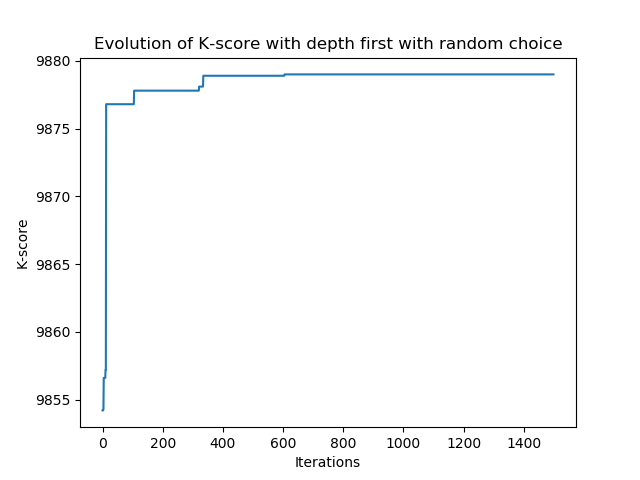 Evolution of K-score with depth first with random choice
9880
9875
9870
9865
9860
9855
K-score
0 200 400 600 800 1000 1200 1400
Iterations